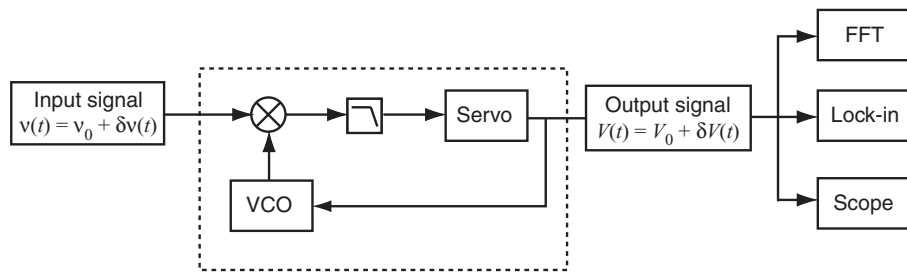 Input signal
ν(t) = ν₀ + δν(t)
Servo
VCO
Output signal
V(t) = V₀ + δV(t)
FFT
Lock-in
Scope